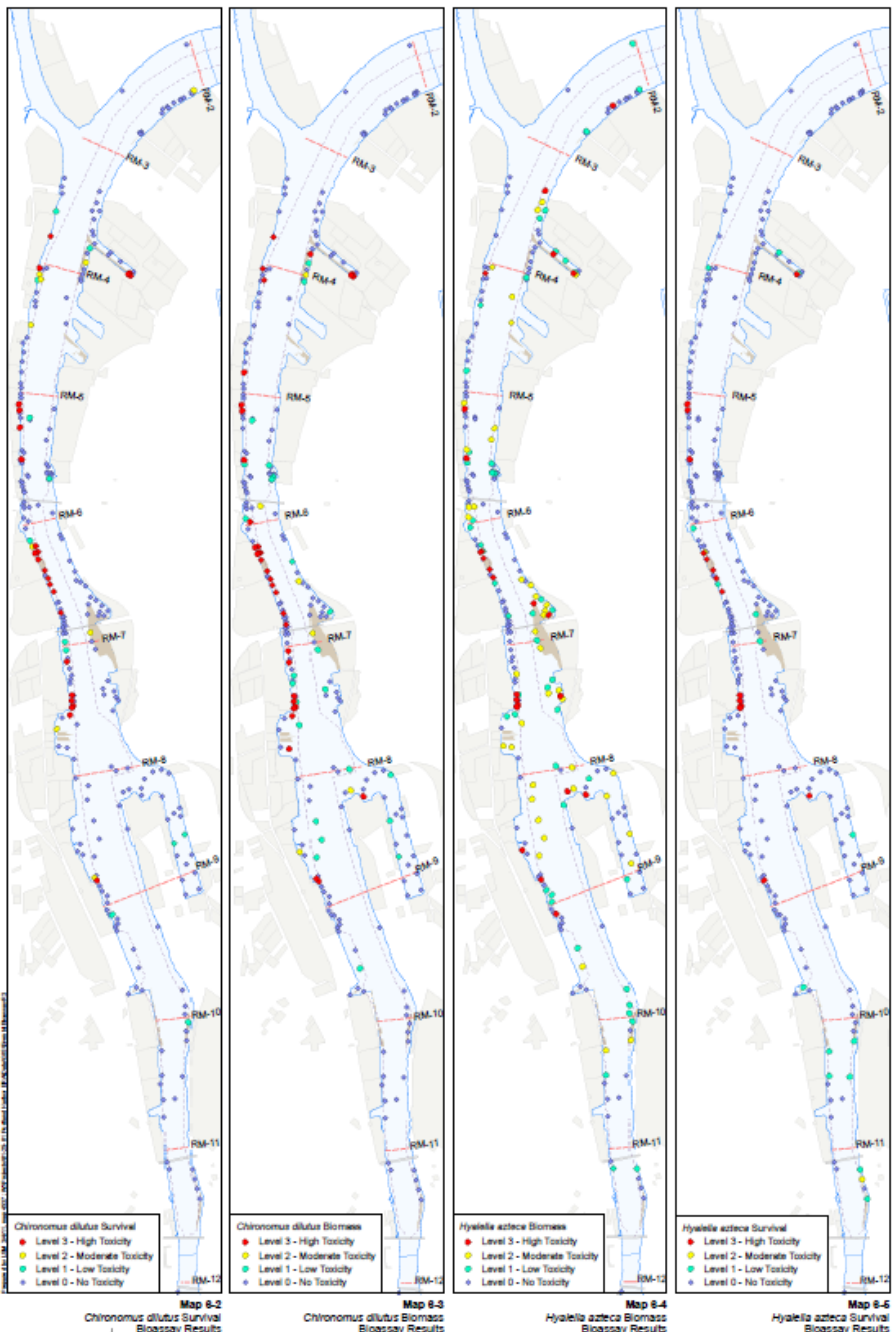 RM-2
RM-3
RM-4
RM-5
RM-6
RM-7
RM-8
RM-9
RM-10
RM-11
RM-12
Chironomus dilutus Survival
Level 3 - High Toxicity
Level 2 - Moderate Toxicity
Level 1 - Low Toxicity
Level 0 - No Toxicity
Map 6-2
Chironomus dilutus Survival
Bioassay Results
RM-2
RM-3
RM-4
RM-5
RM-6
RM-7
RM-8
RM-9
RM-10
RM-11
RM-12
Chironomus dilutus Biomass
Level 3 - High Toxicity
Level 2 - Moderate Toxicity
Level 1 - Low Toxicity
Level 0 - No Toxicity
Map 6-3
Chironomus dilutus Biomass
Bioassay Results
RM-2
RM-3
RM-4
RM-5
RM-6
RM-7
RM-8
RM-9
RM-10
RM-11
RM-12
Hyalella azteca Biomass
Level 3 - High Toxicity
Level 2 - Moderate Toxicity
Level 1 - Low Toxicity
Level 0 - No Toxicity
Map 6-4
Hyalella azteca Biomass
Bioassay Results
RM-2
RM-3
RM-4
RM-5
RM-6
RM-7
RM-8
RM-9
RM-10
RM-11
RM-12
Hyalella azteca Survival
Level 3 - High Toxicity
Level 2 - Moderate Toxicity
Level 1 - Low Toxicity
Level 0 - No Toxicity
Map 6-5
Hyalella azteca Survival
Bioassay Results